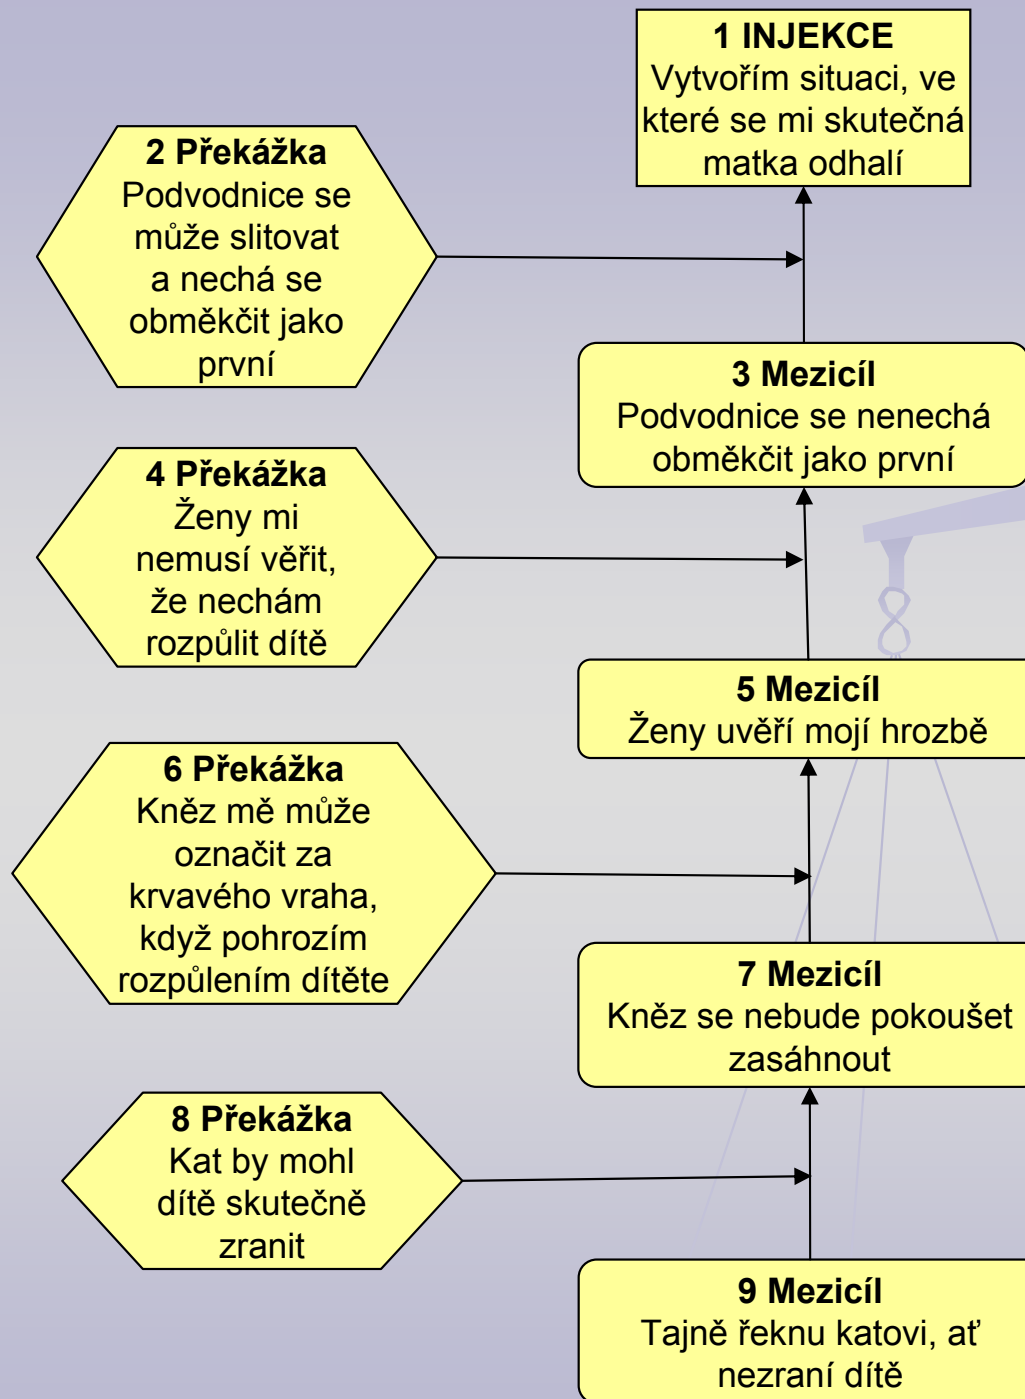 1 INJEKCE
Vytvořím situaci, ve
které se mi skutečná
matka odhalí
2 Překážka
Podvodnice se
může slitovat
a nechá se
obměkčit jako
první
3 Mezicíl
Podvodnice se nenechá
obměkčit jako první
4 Překážka
Ženy mi
nemusí věřit,
že nechám
rozpůlit dítě
5 Mezicíl
Ženy uvěří mojí hrozbě
6 Překážka
Kněz mě může
označit za
krvavého vraha,
když pohrozím
rozpůlením dítěte
7 Mezicíl
Kněz se nebude pokoušet
zasáhnout
8 Překážka
Kat by mohl
dítě skutečně
zranit
9 Mezicíl
Tajně řeknu katovi, ať
nezraní dítě